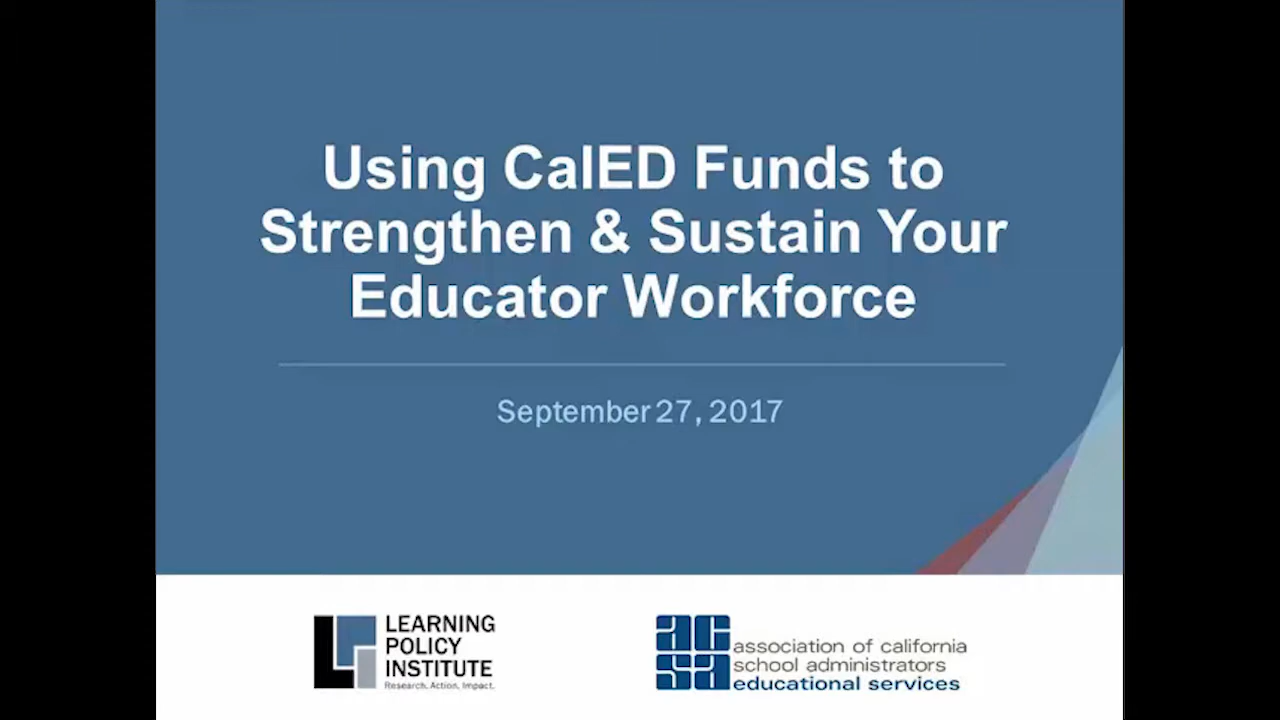 Using CalED Funds to
Strengthen & Sustain Your
Educator Workforce
September 27, 2017
LEARNING
POLICY
INSTITUTE
Research. Action. Impact.
acsa
association of california
school administrators
educational services